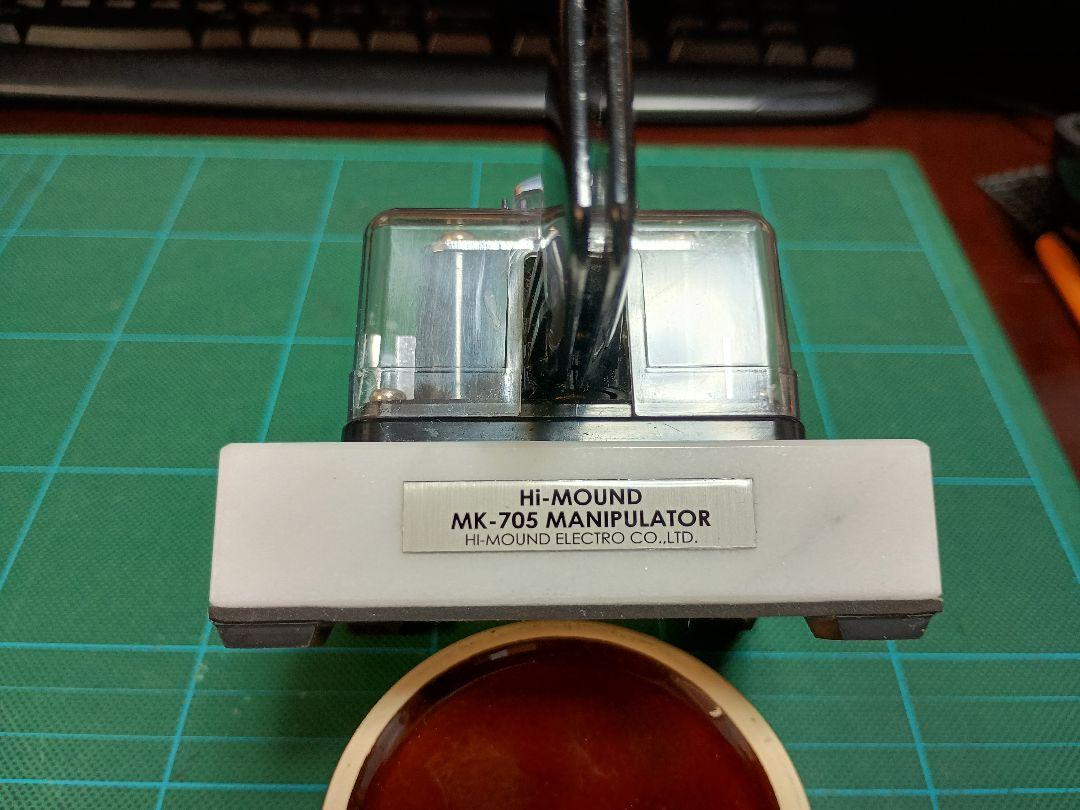 Hi-MOUND
MK-705 MANIPULATOR
HI-MOUND ELECTRO CO.,LTD.